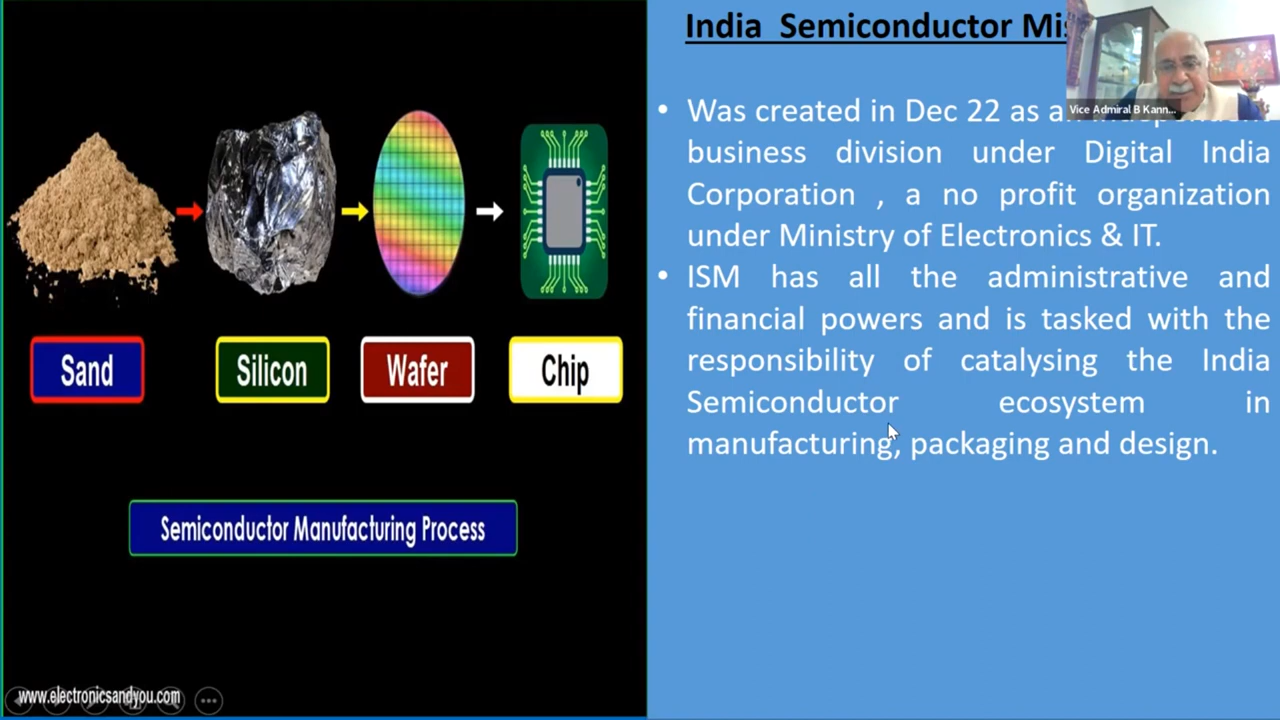 India Semiconductor
Vice Admiral B Kann...
• Was created in Dec 22 as
business division under Digital India
Corporation , a no profit organization
under Ministry of Electronics & IT.
• ISM has all the administrative and
financial powers and is tasked with the
responsibility of catalysing the India
Semiconductor ecosystem in
manufacturing, packaging and design.
Sand
Silicon
Wafer
Chip
Semiconductor Manufacturing Process
www.electronicsandyou.com